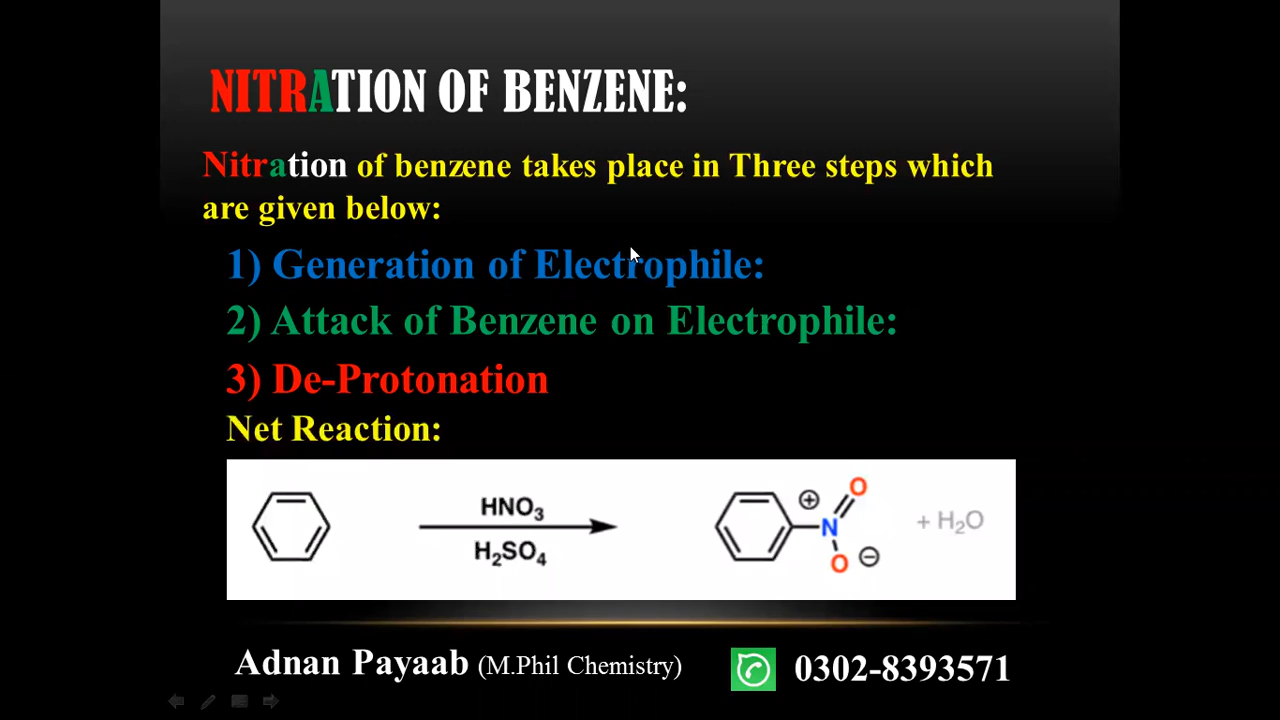 NITRATION OF BENZENE:
Nitration of benzene takes place in Three steps which
are given below:
1) Generation of Electrophile:
2) Attack of Benzene on Electrophile:
3) De-Protonation
Net Reaction:
HNO₃
H₂SO₄
⊕ O
N
O ⊖
+ H₂O
Adnan Payaab (M.Phil Chemistry) 0302-8393571